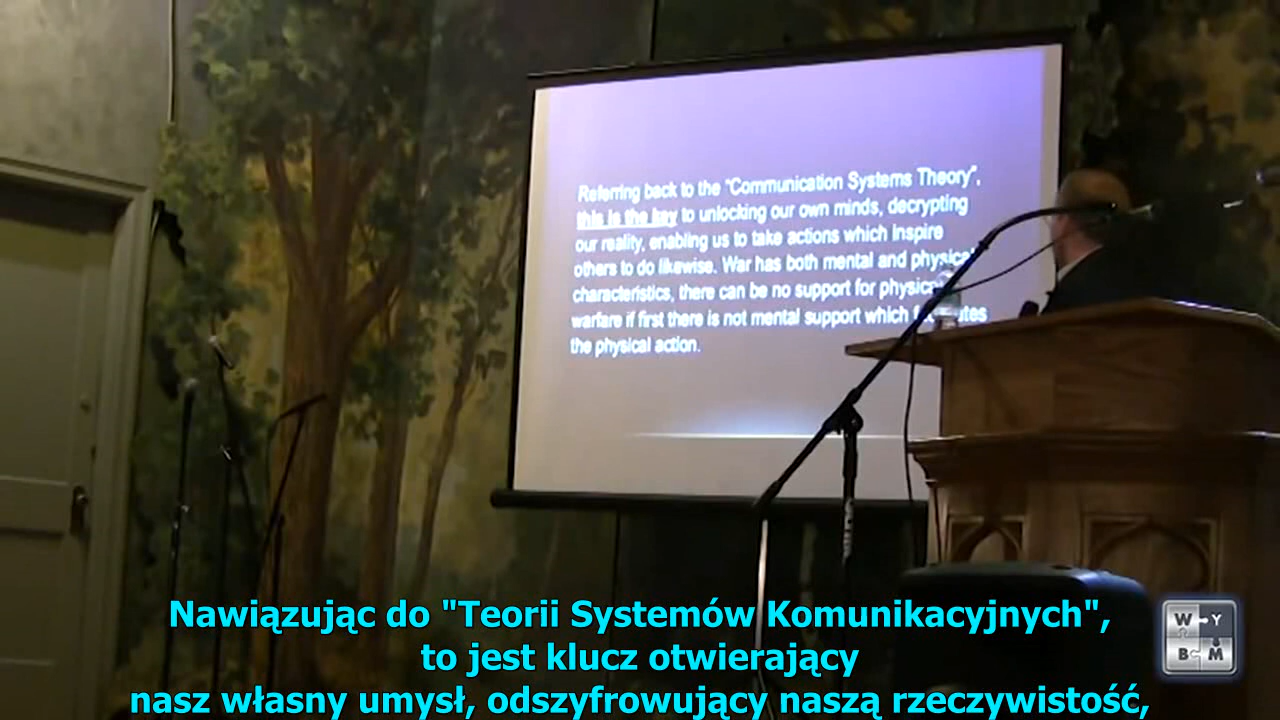 Referring back to the "Communication Systems Theory",
this is the key to unlocking our own minds, decrypting
our reality, enabling us to take actions which inspire
others to do likewise. War has both mental and physical
characteristics, there can be no support for physical
warfare if first there is not mental support which
the physical action.
Nawiązując do "Teorii Systemów Komunikacyjnych",
to jest klucz otwierający
nasz własny umysł, odszyfrowujący naszą rzeczywistość,
W Y
B M